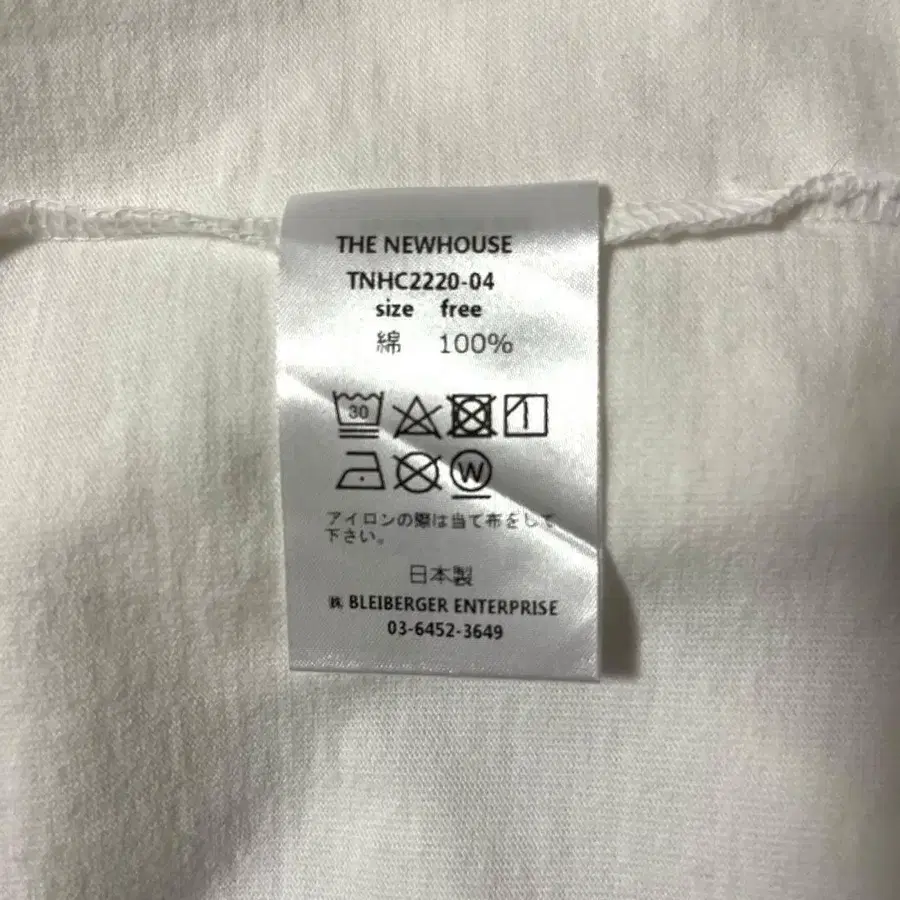 THE NEWHOUSE
TNHC2220-04
size free
綿 100%
30
W
アイロンの際は当て布をして
下さい。
日本製
㈱ BLEIBERGER ENTERPRISE
03-6452-3649